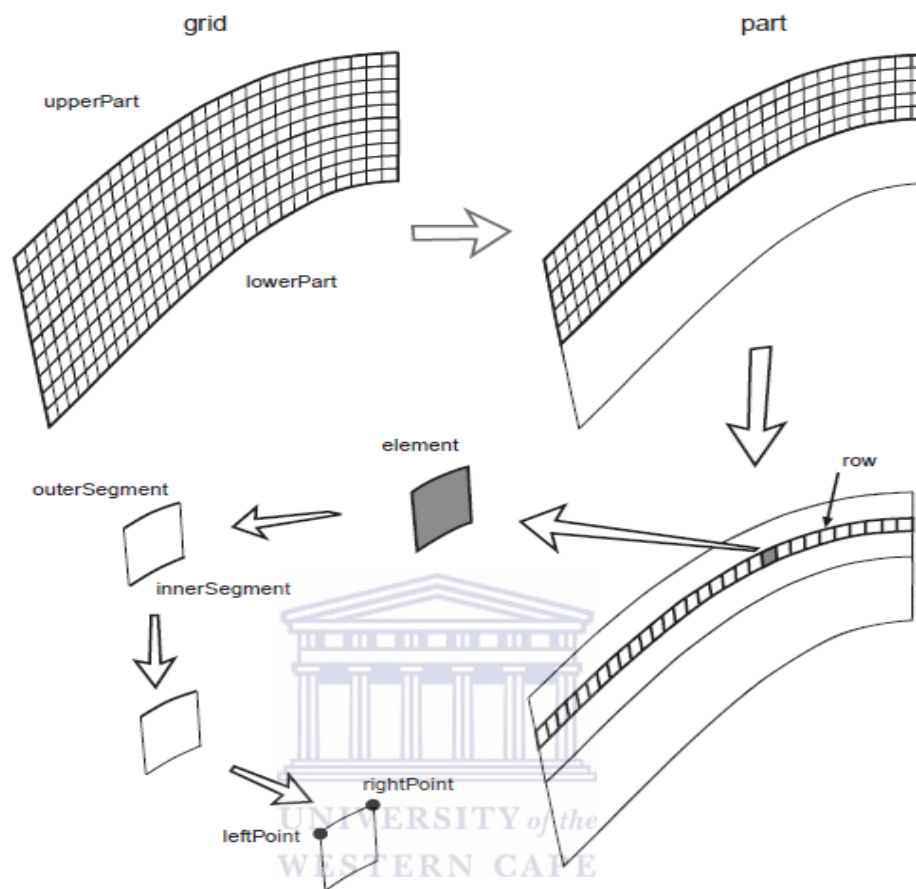 grid
part
upperPart
lowerPart
element
row
outerSegment
innerSegment
rightPoint
leftPoint
UNIVERSITY of the
WESTERN CAPE